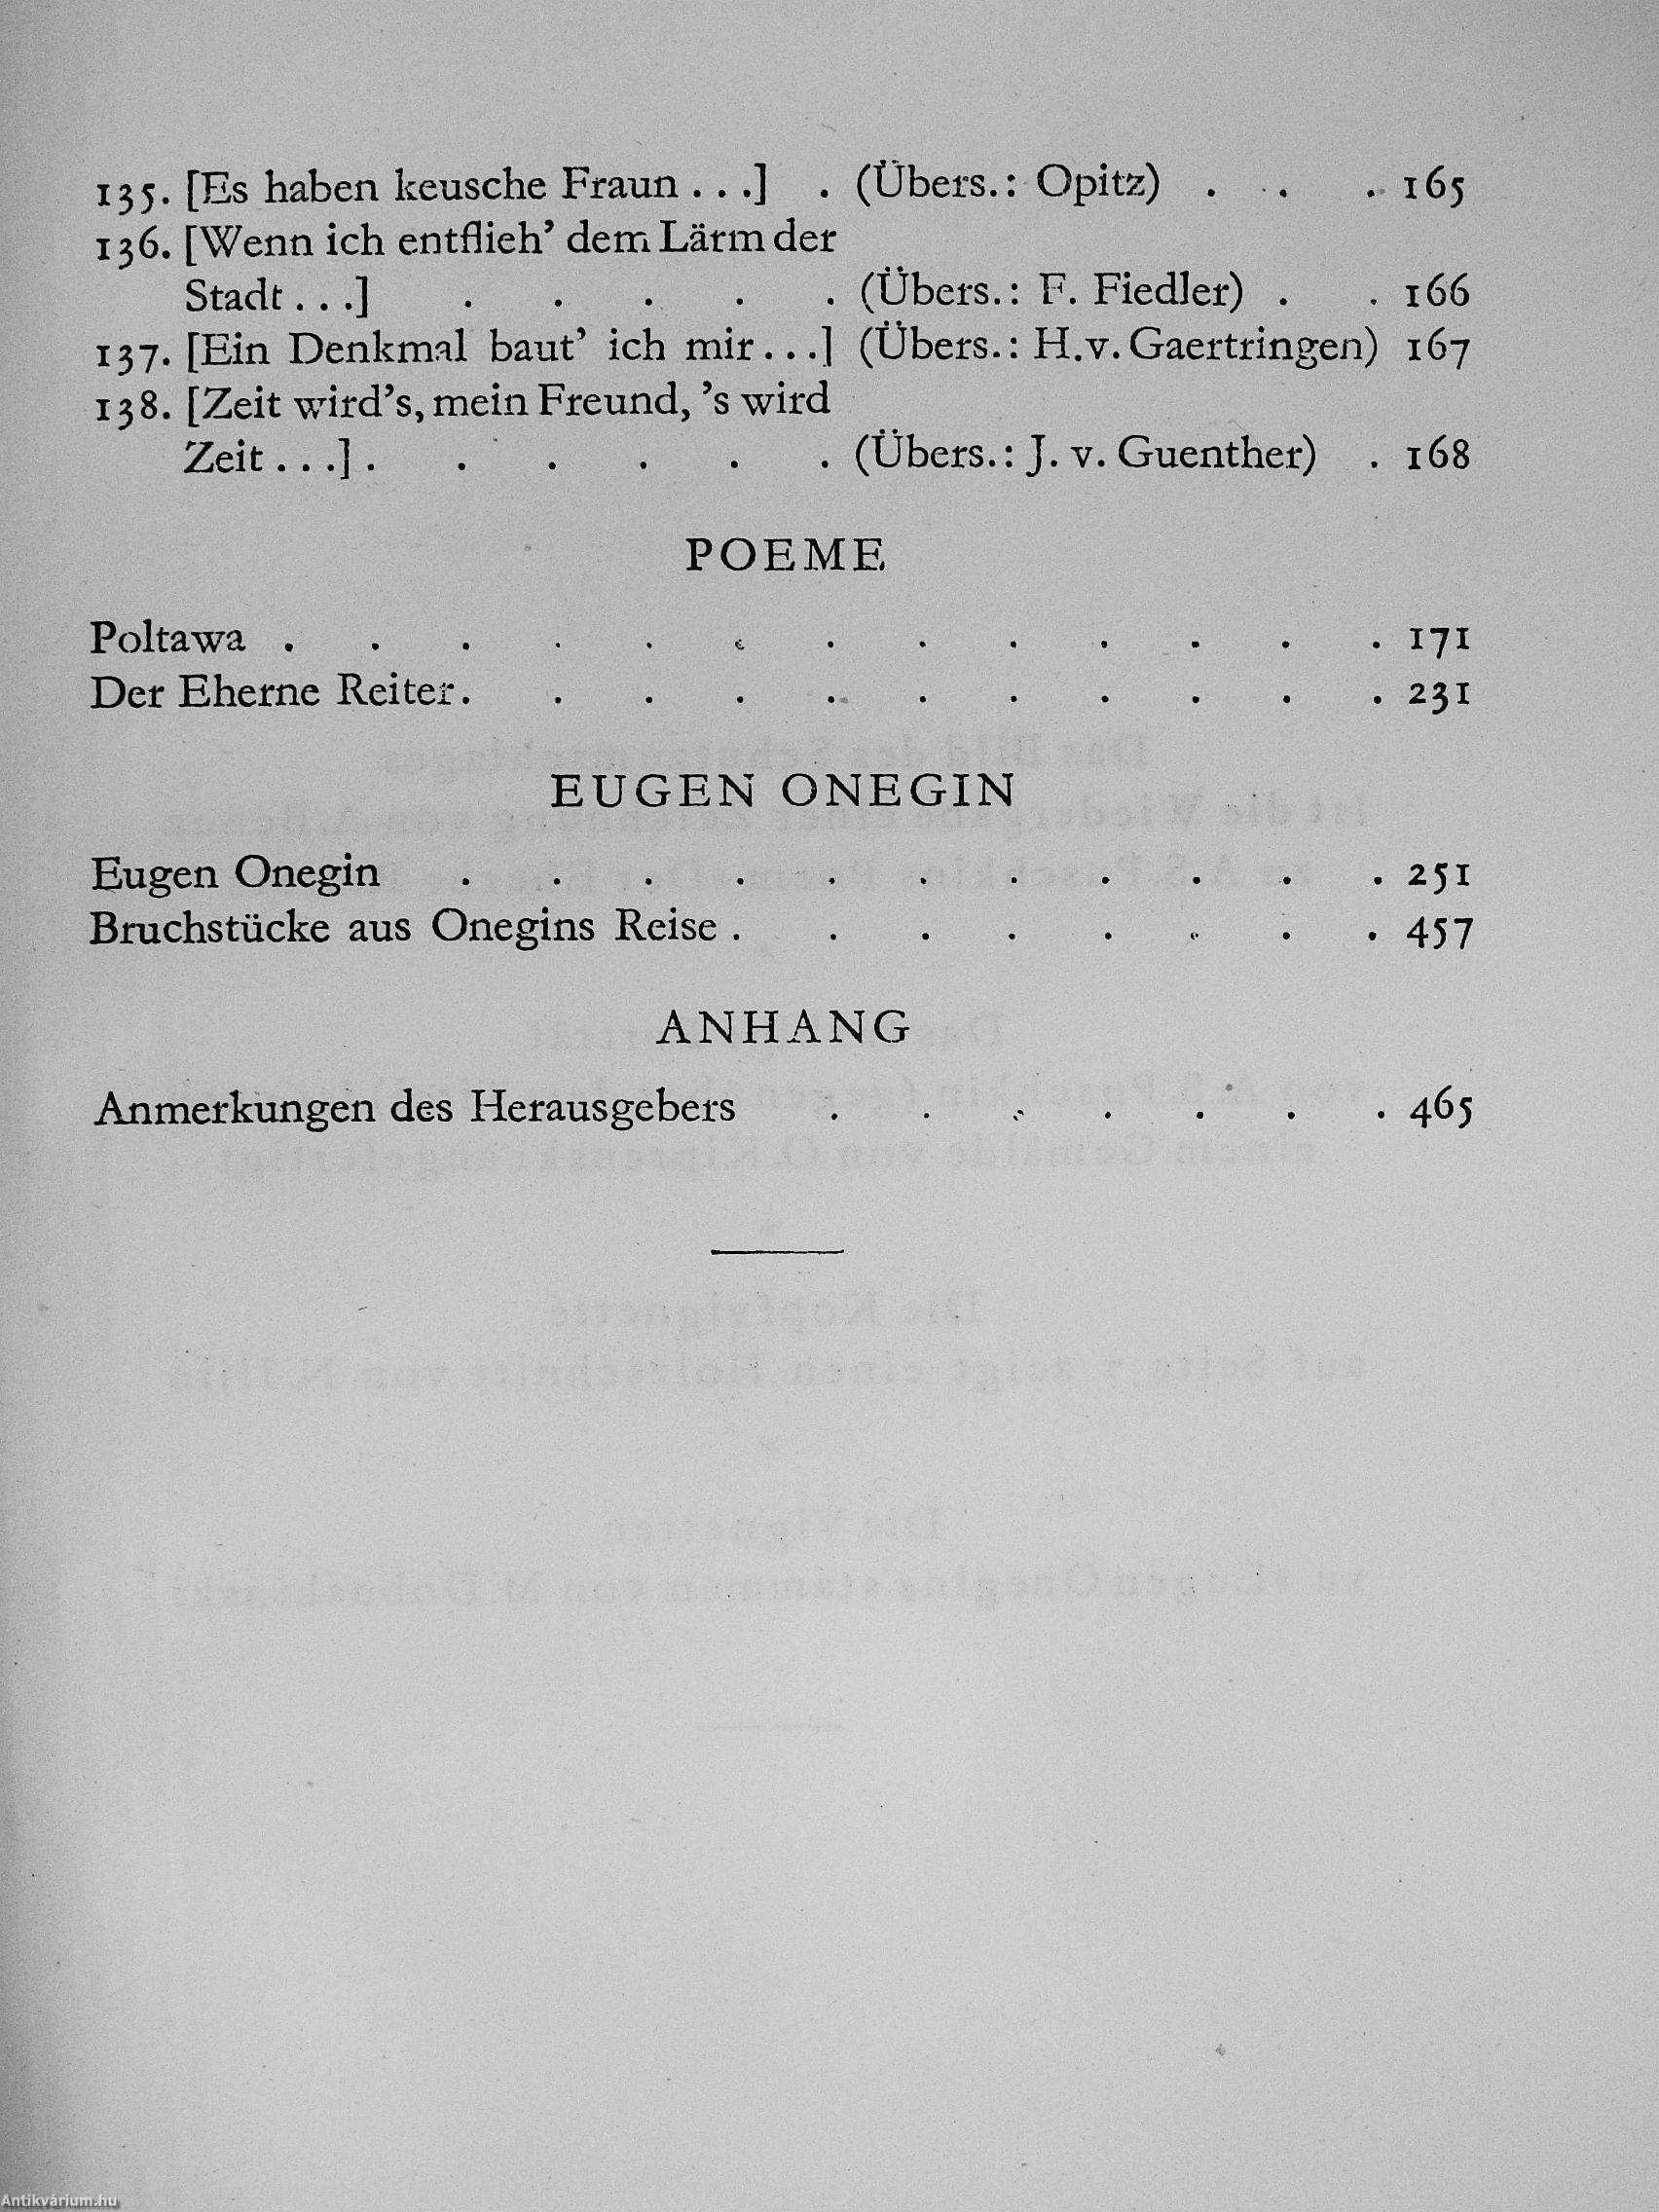 135. [Es haben keusche Fraun . . .] . (Übers.: Opitz) . . . 165
136. [Wenn ich entflieh’ dem Lärm der
Stadt . . .] . . . . . (Übers.: F. Fiedler) . . 166
137. [Ein Denkmal baut’ ich mir . . .] (Übers.: H.v. Gaertringen) 167
138. [Zeit wird’s, mein Freund, ’s wird
Zeit . . .] . . . . . . (Übers.: J. v. Guenther) . 168
POEME
Poltawa . . . . . . . . . . . . . 171
Der Eherne Reiter. . . . . . . . . . . 231
EUGEN ONEGIN
Eugen Onegin . . . . . . . . . . . 251
Bruchstücke aus Onegins Reise . . . . . . . . 457
ANHANG
Anmerkungen des Herausgebers . . . . . . . 465
Antikvárium.hu